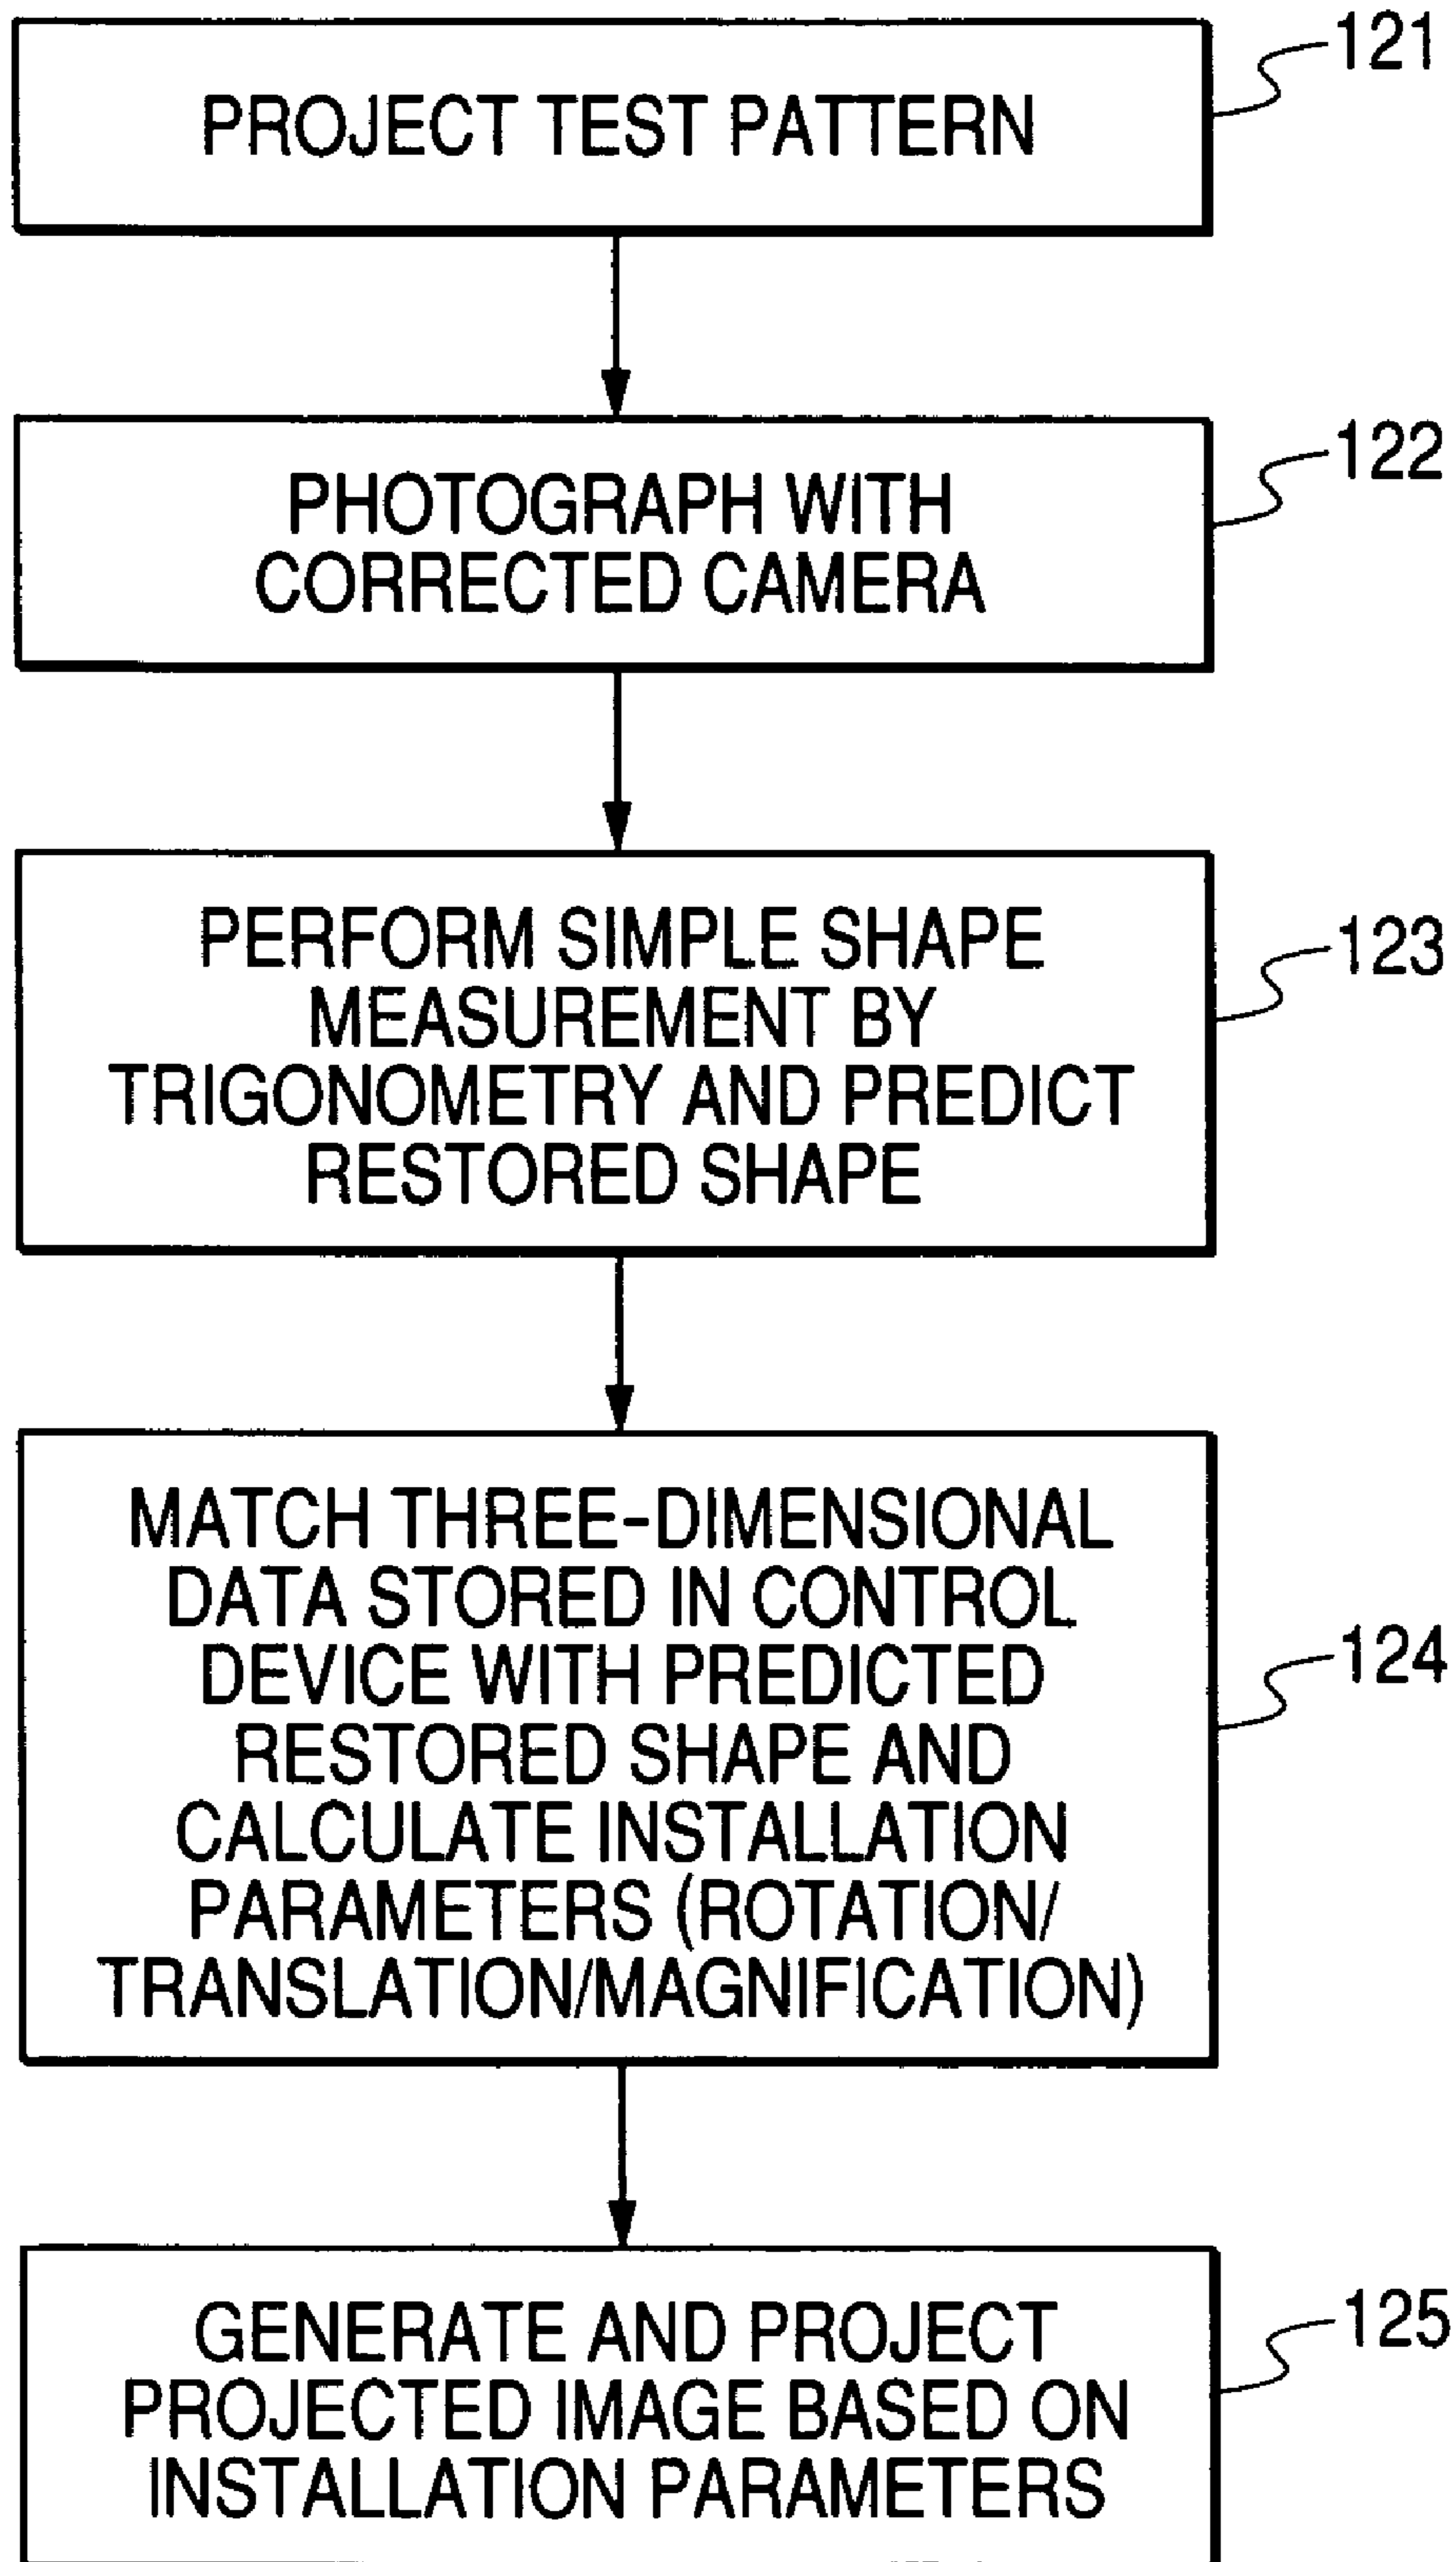 121
PROJECT TEST PATTERN
122
PHOTOGRAPH WITH
CORRECTED CAMERA
123
PERFORM SIMPLE SHAPE
MEASUREMENT BY
TRIGONOMETRY AND PREDICT
RESTORED SHAPE
124
MATCH THREE-DIMENSIONAL
DATA STORED IN CONTROL
DEVICE WITH PREDICTED
RESTORED SHAPE AND
CALCULATE INSTALLATION
PARAMETERS (ROTATION/
TRANSLATION/MAGNIFICATION)
125
GENERATE AND PROJECT
PROJECTED IMAGE BASED ON
INSTALLATION PARAMETERS